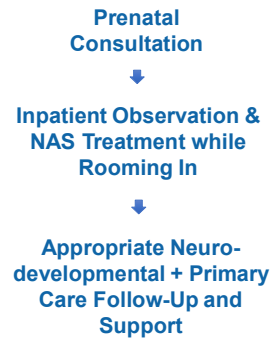 Prenatal
Consultation
Inpatient Observation &
NAS Treatment while
Rooming In
Appropriate Neuro-
developmental + Primary
Care Follow-Up and
Support